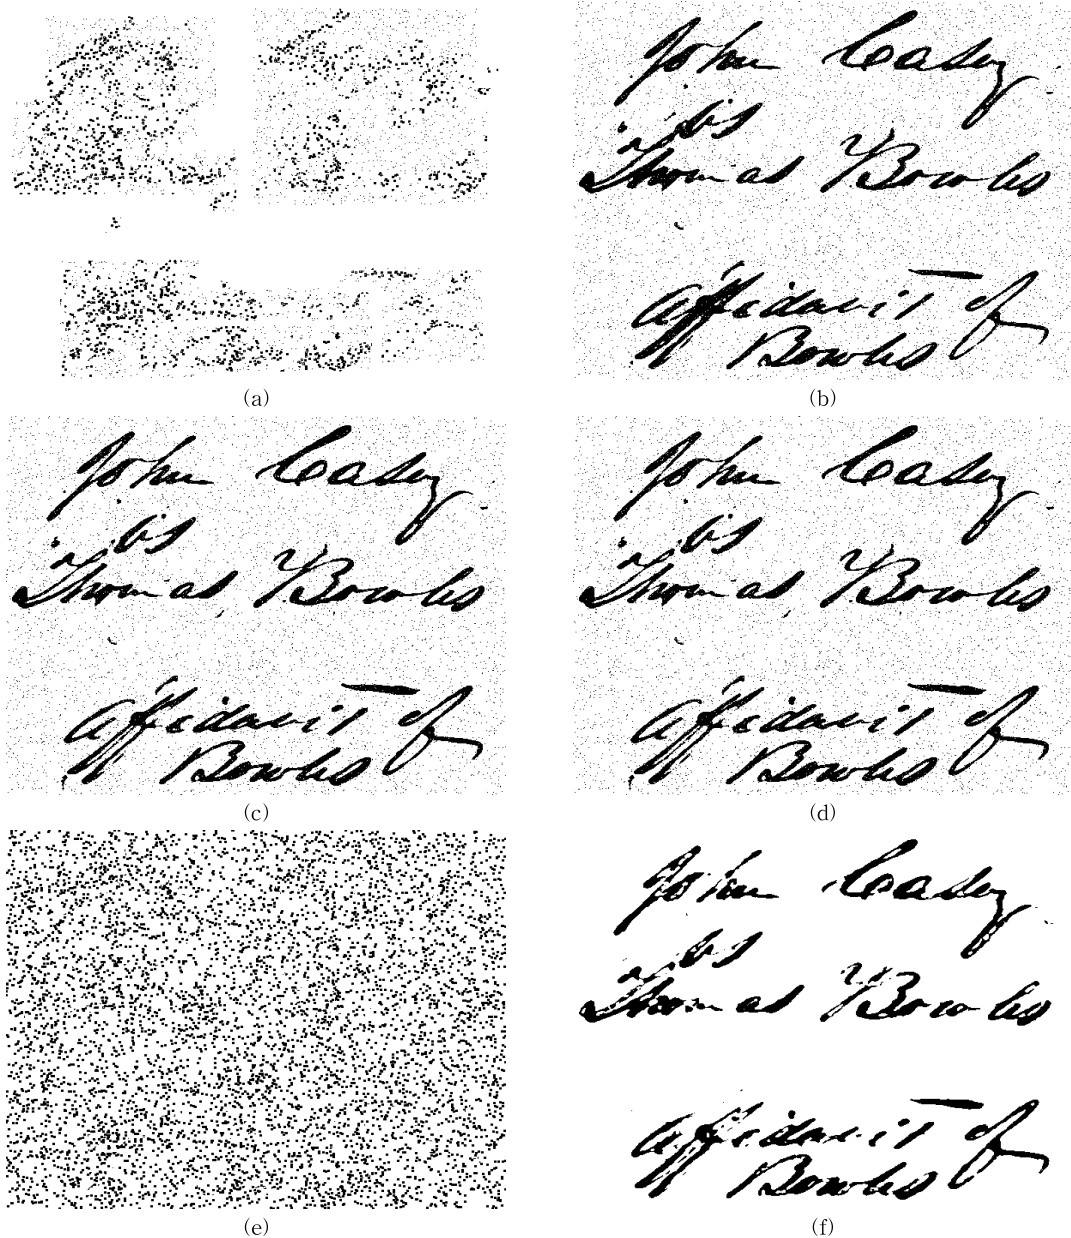 John Casey
vs
Thomas Bowles
Affidavit of
Bowles
(a) (b)
John Casey
vs
Thomas Bowles
Affidavit of
Bowles
John Casey
vs
Thomas Bowles
Affidavit of
Bowles
(c) (d)
John Casey
vs
Thomas Bowles
Affidavit of
Bowles
(e) (f)